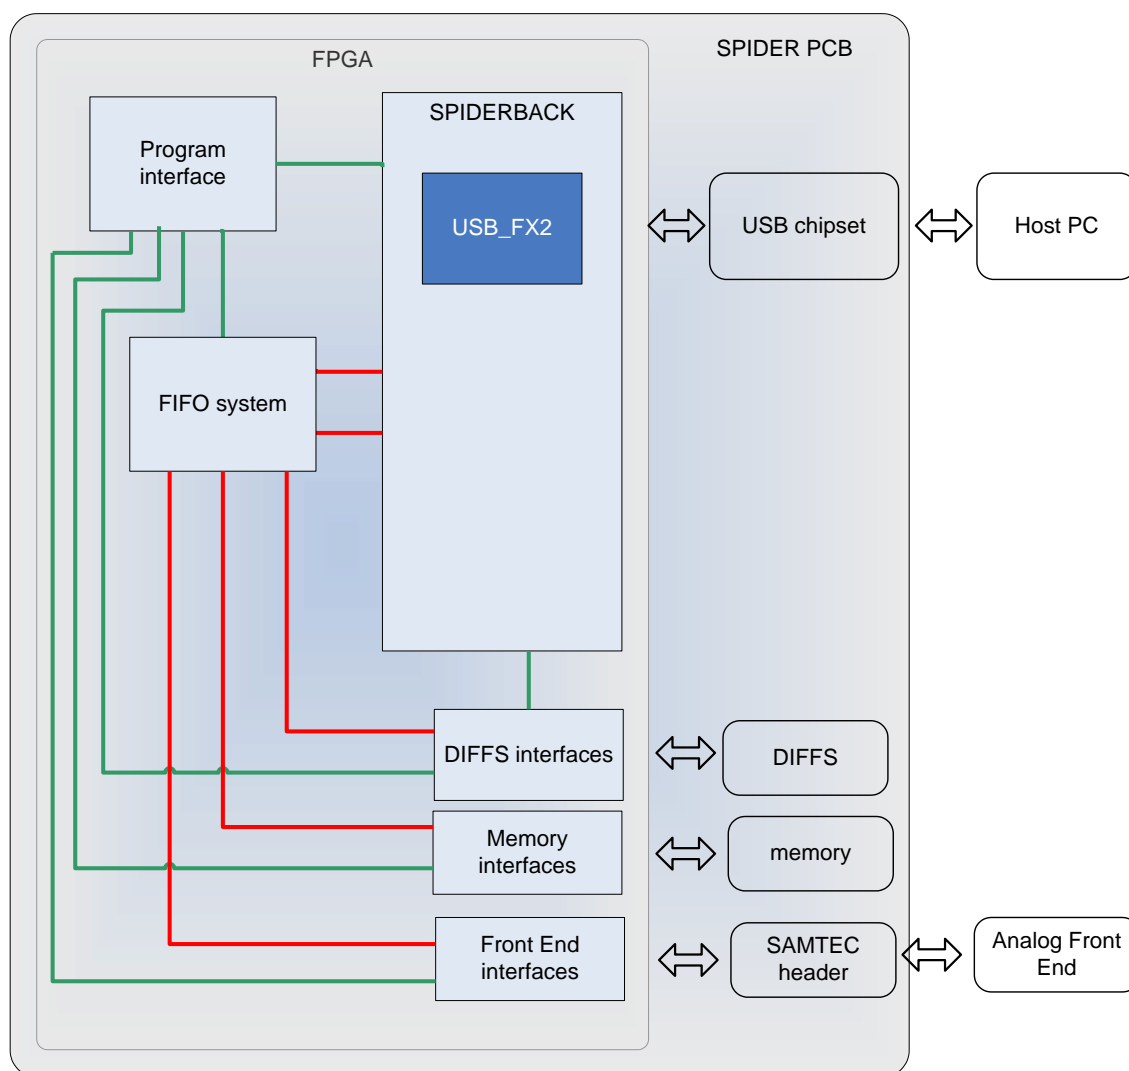 SPIDER PCB
FPGA
SPIDERBACK
Program
interface
USB_FX2
USB chipset
Host PC
FIFO system
DIFFS interfaces
DIFFS
Memory
interfaces
memory
Front End
interfaces
SAMTEC
header
Analog Front
End